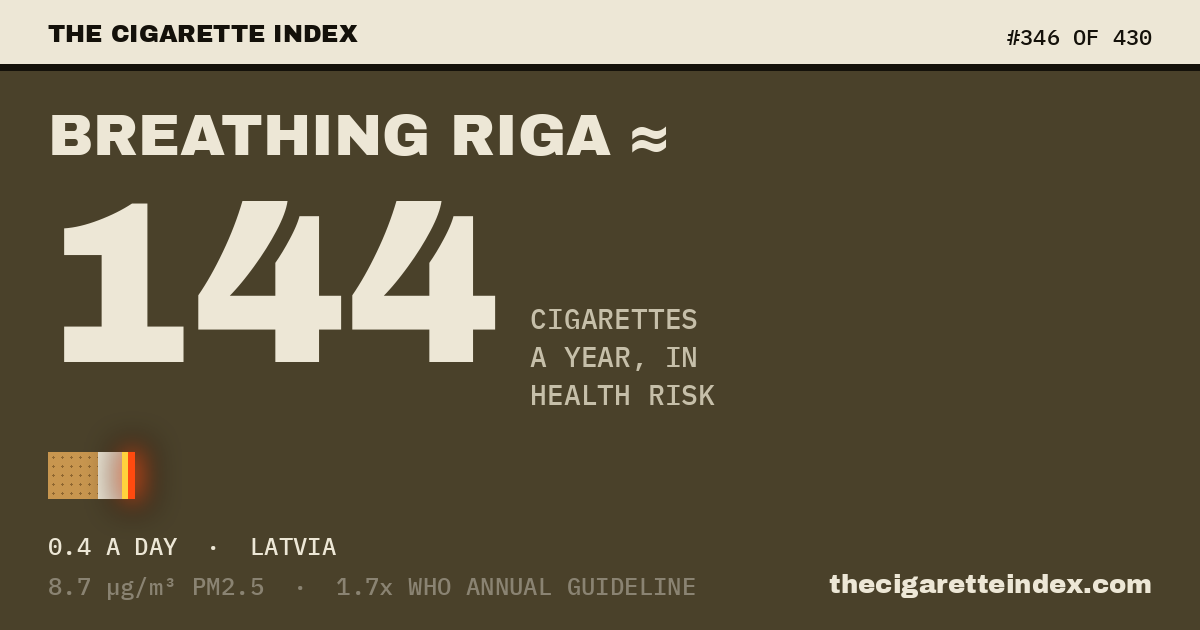 THE CIGARETTE INDEX
#346 OF 430
BREATHING RIGA ≈
144
CIGARETTES
A YEAR, IN
HEALTH RISK
0.4 A DAY · LATVIA
8.7 µg/m³ PM2.5 · 1.7x WHO ANNUAL GUIDELINE
thecigaretteindex.com